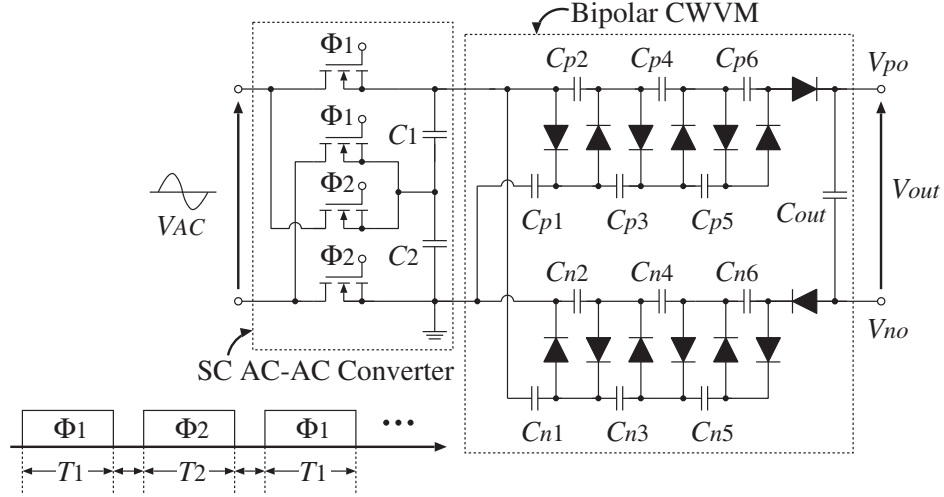 Bipolar CWVM
Φ1
Cp2 Cp4 Cp6
Vpo
Φ1
C1
Φ2
VAC
Cp1 Cp3 Cp5
Cout
Vout
Φ2
C2
Cn2 Cn4 Cn6
Vno
SC AC-AC Converter
Cn1 Cn3 Cn5
Φ1 Φ2 Φ1 •••
T1 T2 T1